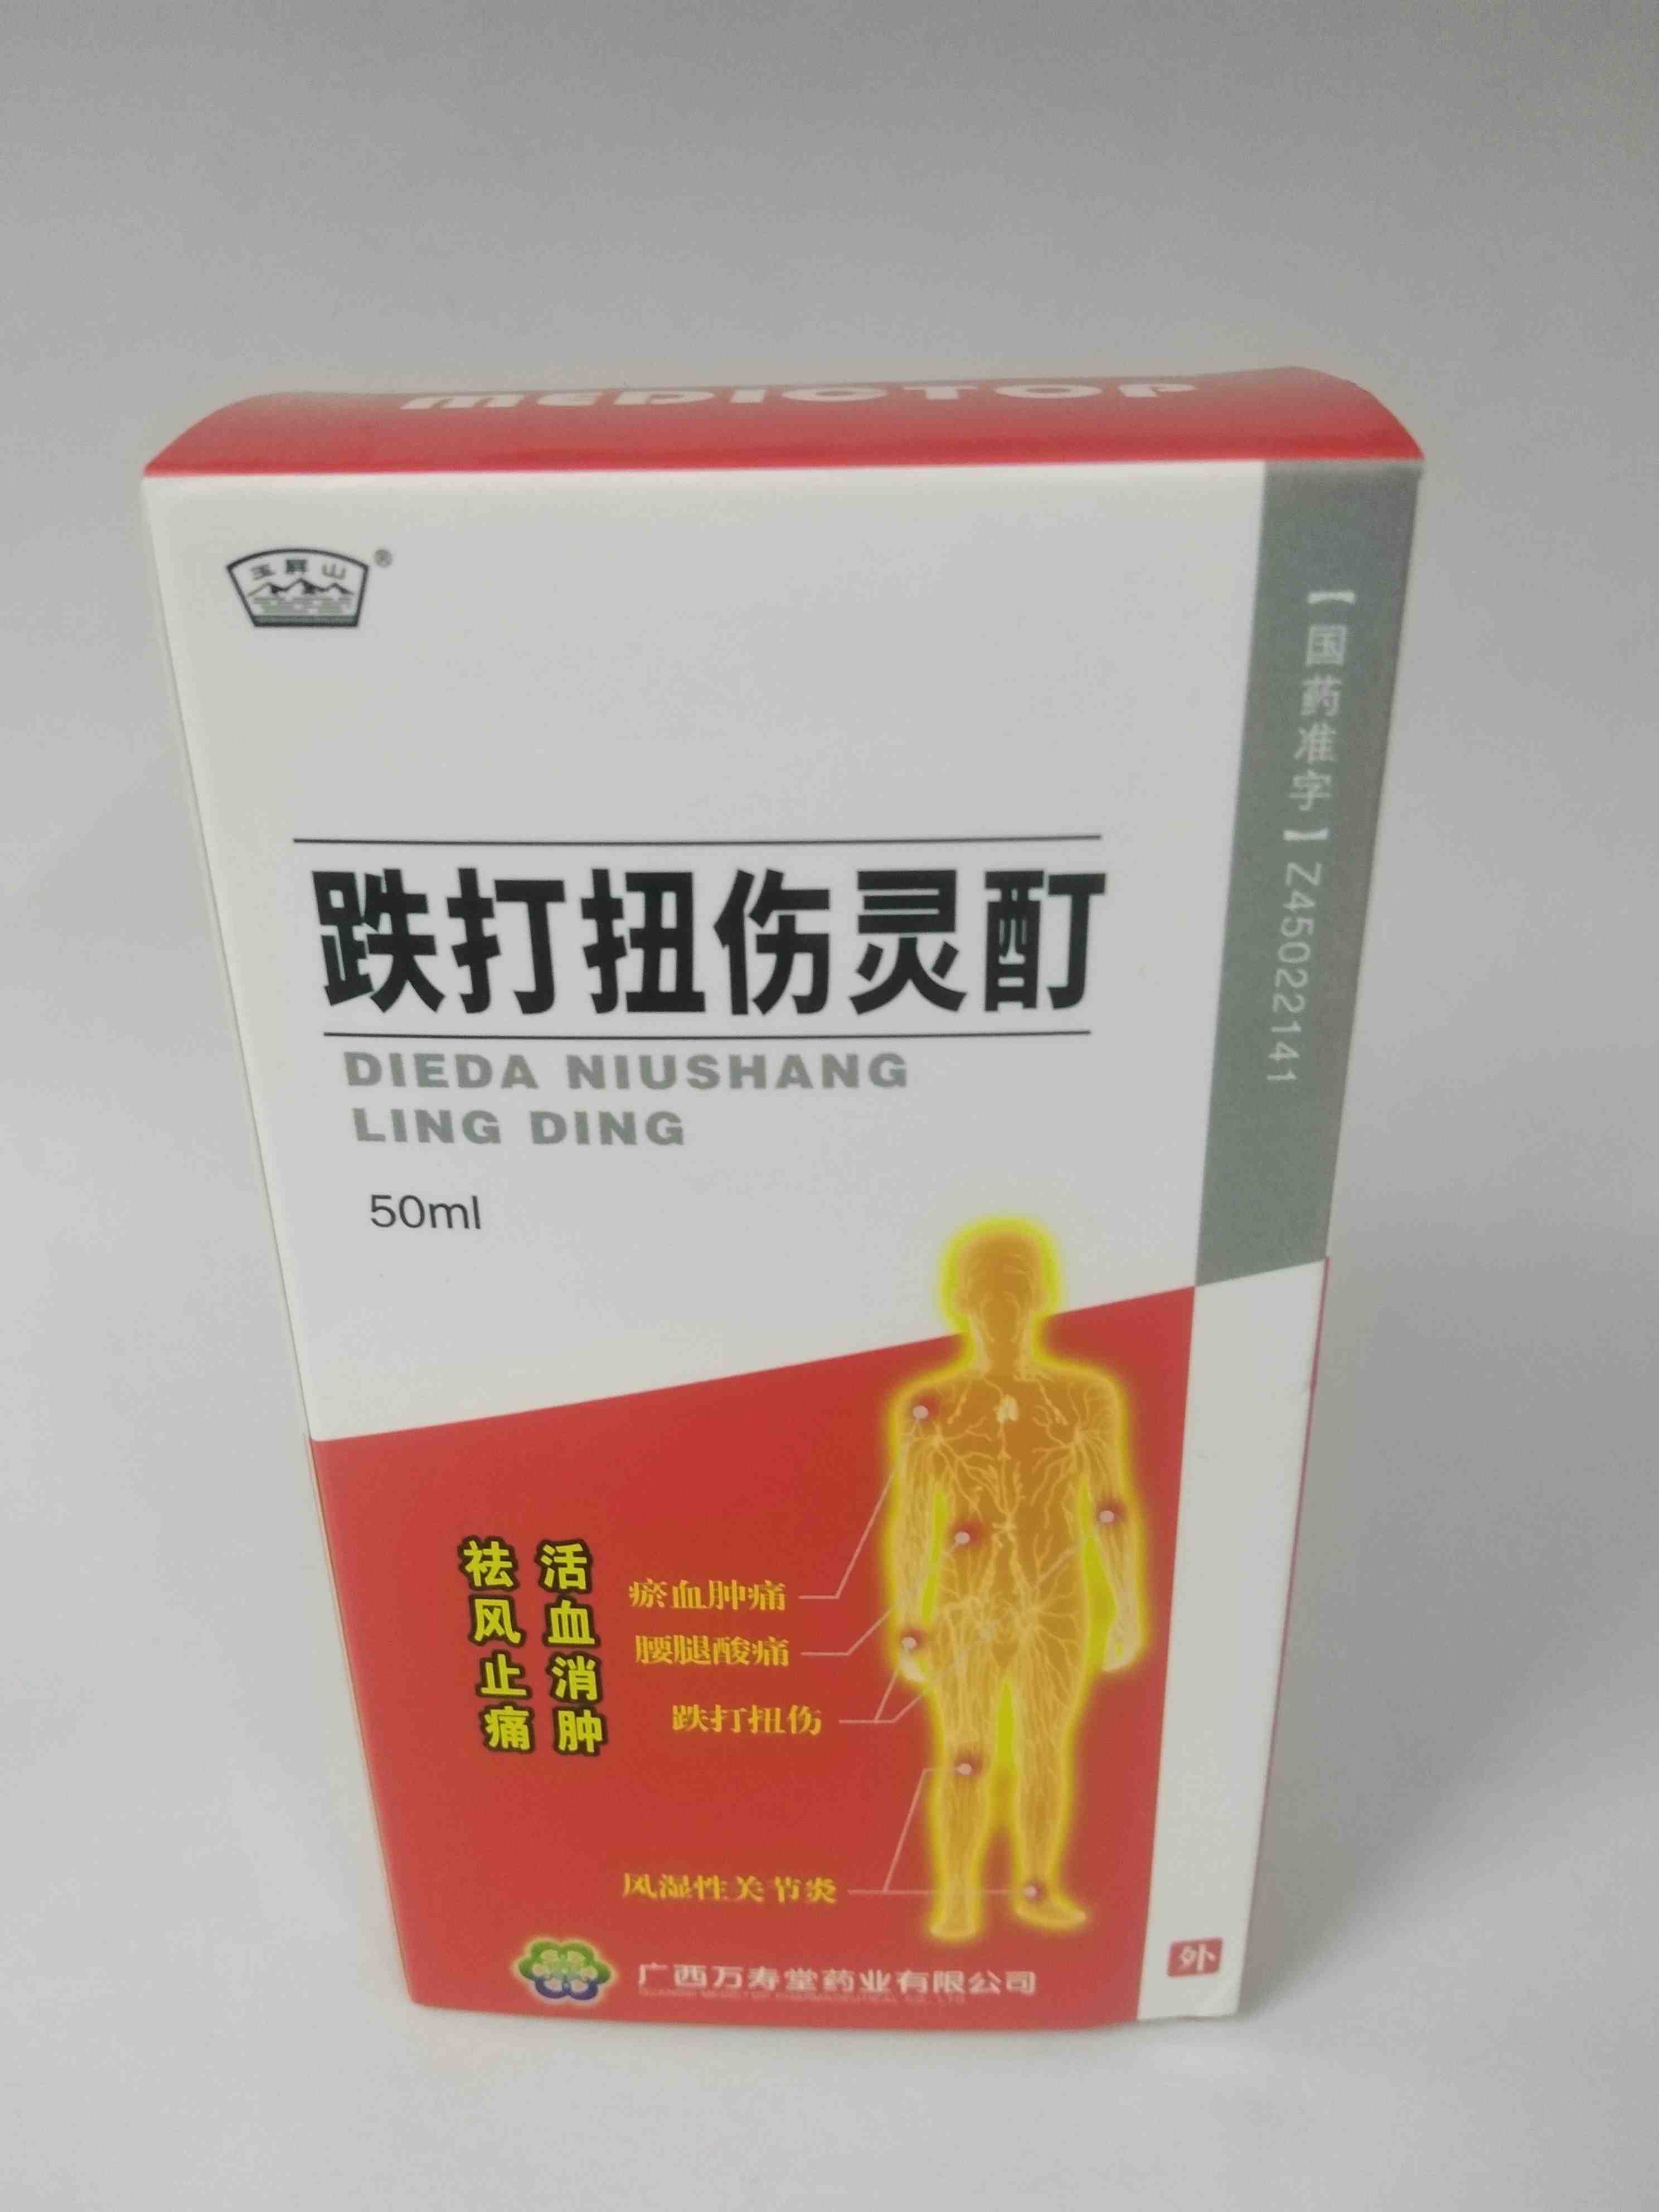 MEDIOTOP
玉屏山®
【国药准字】Z45022141
跌打扭伤灵酊
DIEDA NIUSHANG
LING DING
50ml
活血消肿
祛风止痛
瘀血肿痛
腰腿酸痛
跌打扭伤
风湿性关节炎
广西万寿堂药业有限公司
外